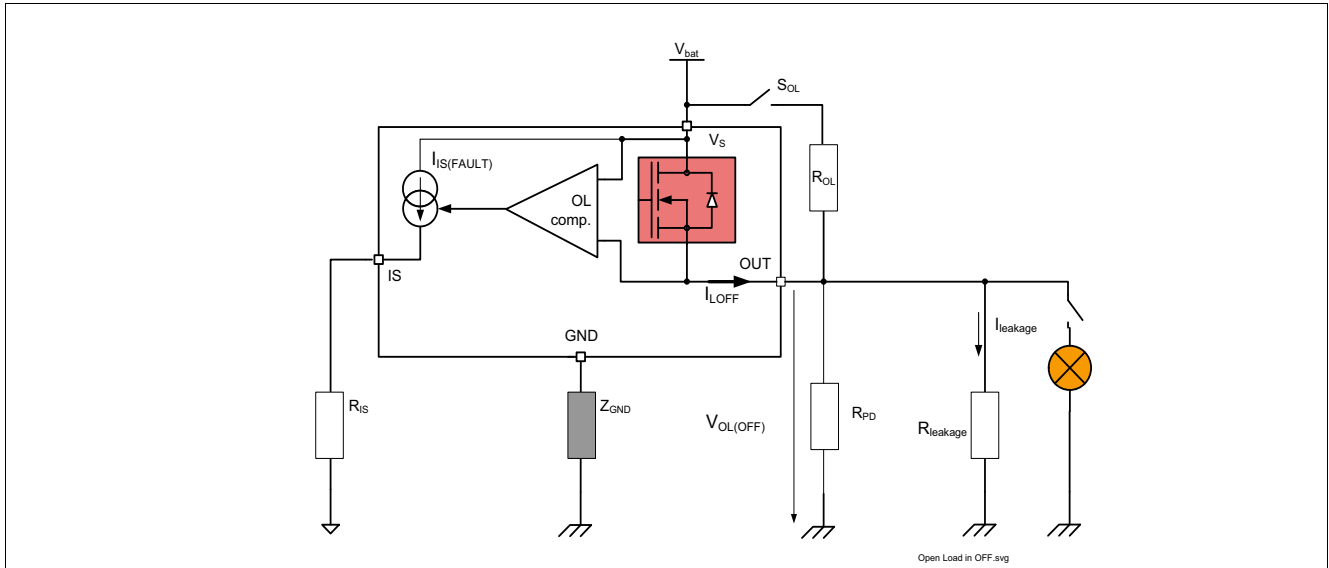 V_bat
S_OL
V_S
I_IS(FAULT)
R_OL
OL
comp.
OUT
IS
I_LOFF
GND
I_leakage
R_IS
Z_GND
V_OL(OFF)
R_PD
R_leakage
Open Load in OFF.svg